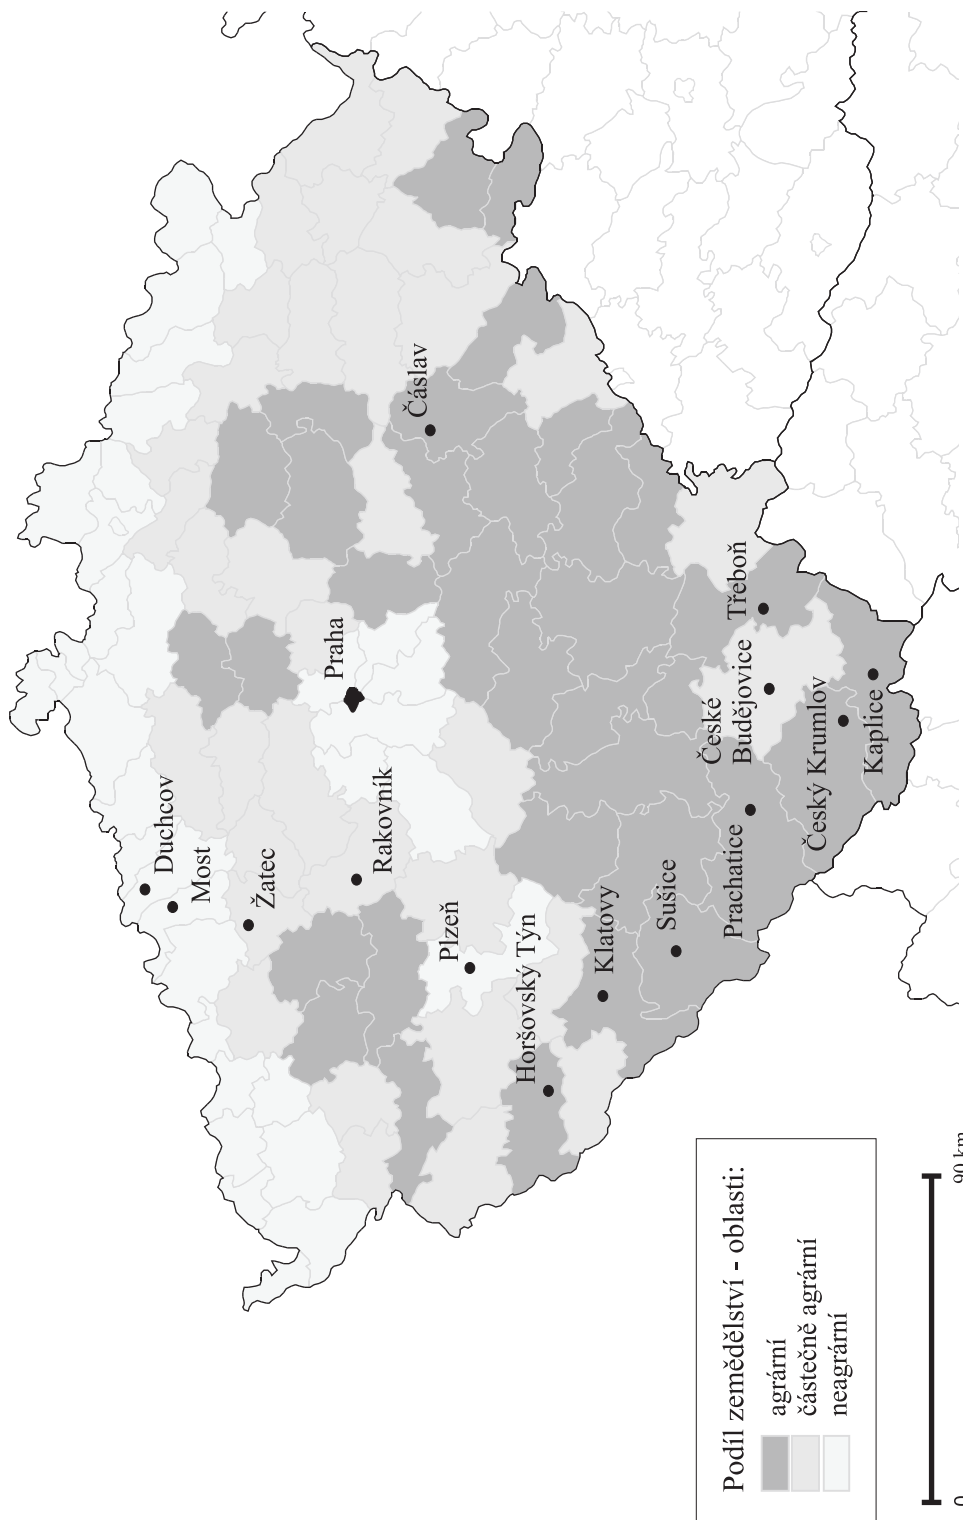 Duchcov
Most
Žatec
Praha
Rakovník
Čáslav
Plzeň
Horšovský Týn
Klatovy
Sušice
Prachatice
České
Budějovice
Třeboň
Český Krumlov
Kaplice
Podíl zemědělství - oblasti:
agrární
částečně agrární
neagrární
0
90 km